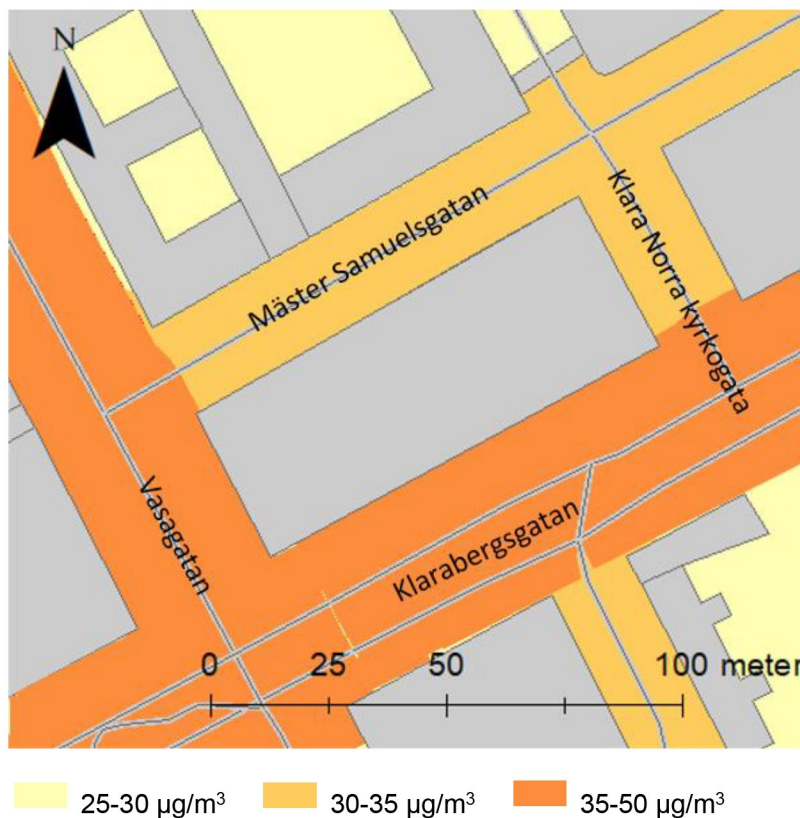 N
Mäster Samuelsgatan
Klara Norra kyrkogata
Vasagatan
Klarabergsgatan
0 25 50 100 meter
25-30 µg/m³ 30-35 µg/m³ 35-50 µg/m³